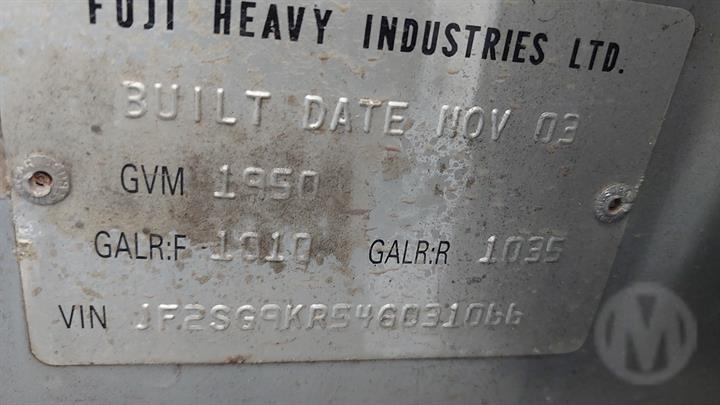 FUJI HEAVY INDUSTRIES LTD.
BUILT DATE NOV 03
GVM 1950
GALR:F 1010 GALR:R 1035
VIN JF2SG9KR54G031066
M